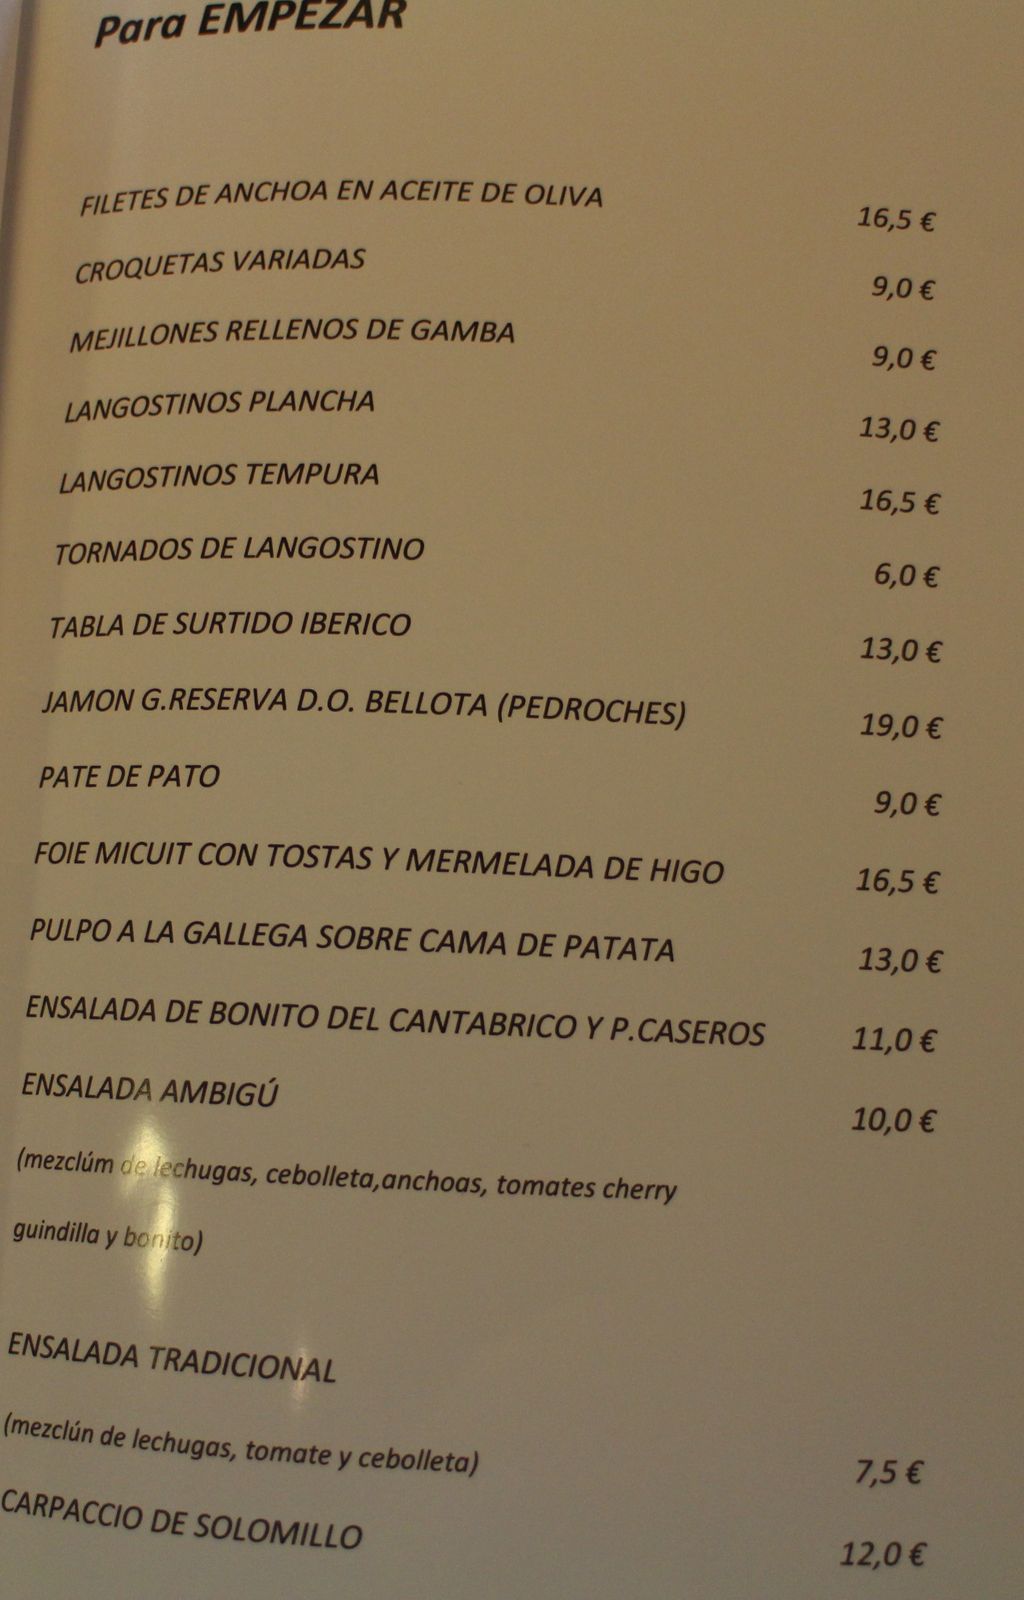 Para EMPEZAR
FILETES DE ANCHOA EN ACEITE DE OLIVA 16,5 €
CROQUETAS VARIADAS 9,0 €
MEJILLONES RELLENOS DE GAMBA 9,0 €
LANGOSTINOS PLANCHA 13,0 €
LANGOSTINOS TEMPURA 16,5 €
TORNADOS DE LANGOSTINO 6,0 €
TABLA DE SURTIDO IBERICO 13,0 €
JAMON G.RESERVA D.O. BELLOTA (PEDROCHES) 19,0 €
PATE DE PATO 9,0 €
FOIE MICUIT CON TOSTAS Y MERMELADA DE HIGO 16,5 €
PULPO A LA GALLEGA SOBRE CAMA DE PATATA 13,0 €
ENSALADA DE BONITO DEL CANTABRICO Y P.CASEROS 11,0 €
ENSALADA AMBIGÚ 10,0 €
(mezclúm de lechugas, cebolleta,anchoas, tomates cherry
guindilla y bonito)
ENSALADA TRADICIONAL
(mezclún de lechugas, tomate y cebolleta) 7,5 €
CARPACCIO DE SOLOMILLO 12,0 €